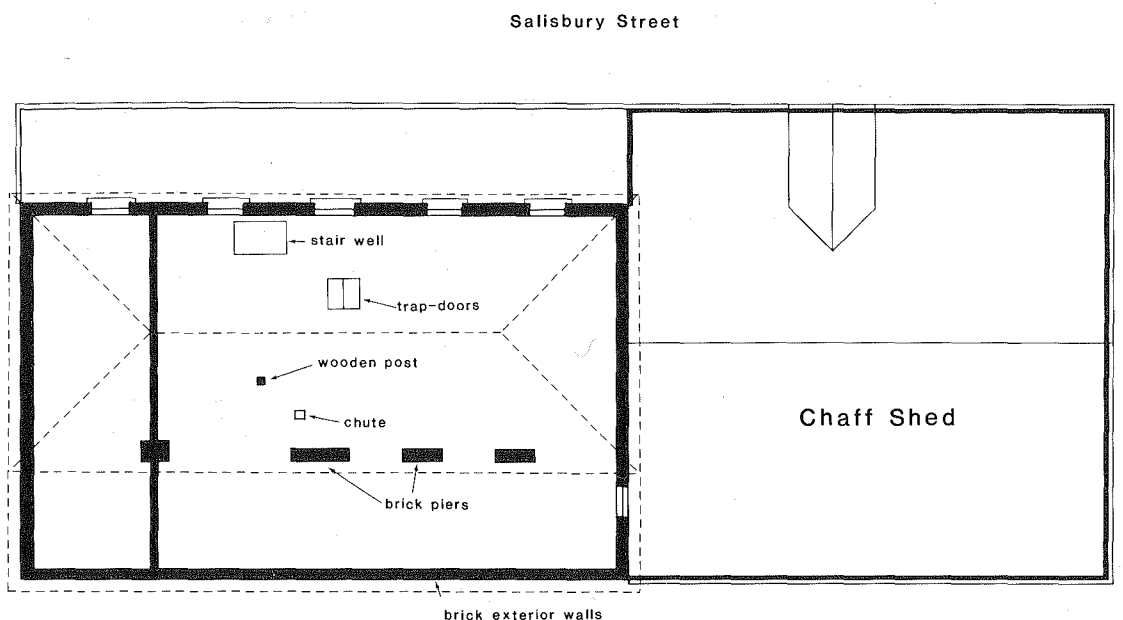 Salisbury Street
stair well
trap-doors
wooden post
chute
Chaff Shed
brick piers
brick exterior walls